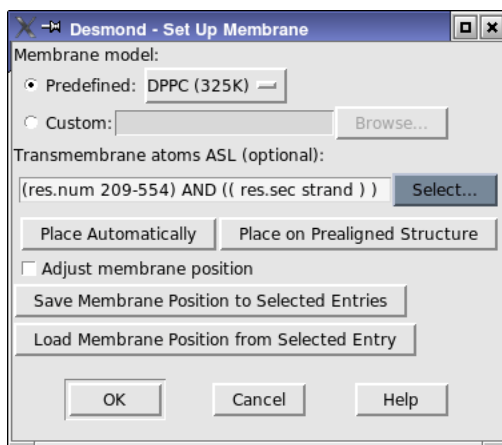 Desmond - Set Up Membrane
Membrane model:
Predefined: DPPC (325K)
Custom: Browse...
Transmembrane atoms ASL (optional):
(res.num 209-554) AND (( res.sec strand ) ) Select...
Place Automatically Place on Prealigned Structure
Adjust membrane position
Save Membrane Position to Selected Entries
Load Membrane Position from Selected Entry
OK Cancel Help